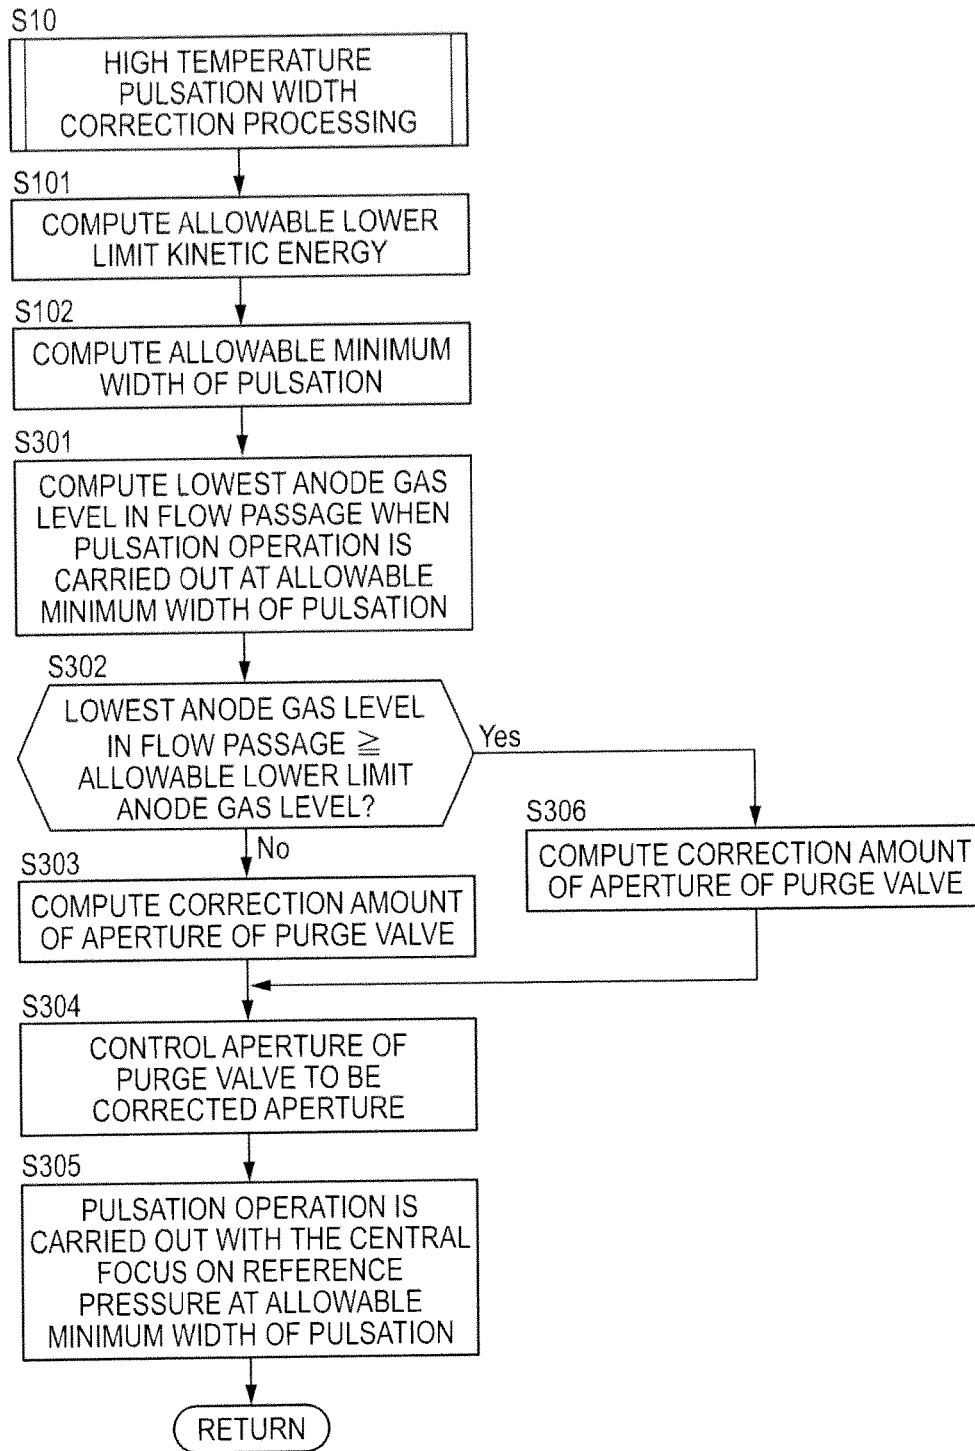 S10
HIGH TEMPERATURE
PULSATION WIDTH
CORRECTION PROCESSING
S101
COMPUTE ALLOWABLE LOWER
LIMIT KINETIC ENERGY
S102
COMPUTE ALLOWABLE MINIMUM
WIDTH OF PULSATION
S301
COMPUTE LOWEST ANODE GAS
LEVEL IN FLOW PASSAGE WHEN
PULSATION OPERATION IS
CARRIED OUT AT ALLOWABLE
MINIMUM WIDTH OF PULSATION
S302
LOWEST ANODE GAS LEVEL
IN FLOW PASSAGE ≧
ALLOWABLE LOWER LIMIT
ANODE GAS LEVEL?
Yes
No
S306
COMPUTE CORRECTION AMOUNT
OF APERTURE OF PURGE VALVE
S303
COMPUTE CORRECTION AMOUNT
OF APERTURE OF PURGE VALVE
S304
CONTROL APERTURE OF
PURGE VALVE TO BE
CORRECTED APERTURE
S305
PULSATION OPERATION IS
CARRIED OUT WITH THE CENTRAL
FOCUS ON REFERENCE
PRESSURE AT ALLOWABLE
MINIMUM WIDTH OF PULSATION
RETURN